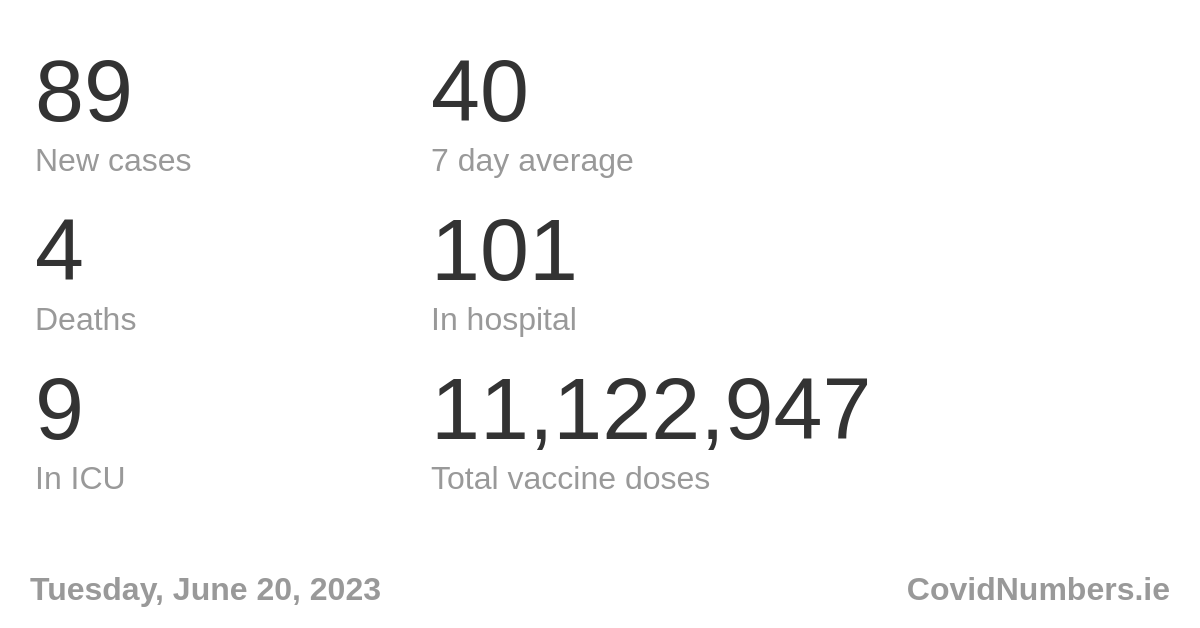 89
New cases
40
7 day average
4
Deaths
101
In hospital
9
In ICU
11,122,947
Total vaccine doses
Tuesday, June 20, 2023
CovidNumbers.ie